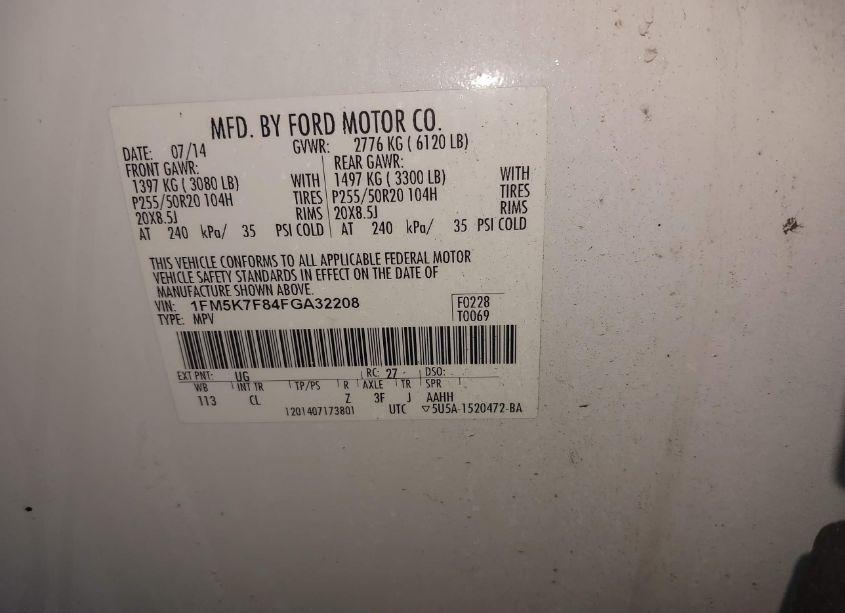 MFD. BY FORD MOTOR CO.
DATE: 07/14 GVWR: 2776 KG ( 6120 LB)
FRONT GAWR: REAR GAWR:
1397 KG ( 3080 LB) WITH 1497 KG ( 3300 LB) WITH
P255/50R20 104H TIRES P255/50R20 104H TIRES
20X8.5J RIMS 20X8.5J RIMS
AT 240 kPa/ 35 PSI COLD AT 240 kPa/ 35 PSI COLD
THIS VEHICLE CONFORMS TO ALL APPLICABLE FEDERAL MOTOR
VEHICLE SAFETY STANDARDS IN EFFECT ON THE DATE OF
MANUFACTURE SHOWN ABOVE.
VIN: 1FM5K7F84FGA32208 F0228
TYPE: MPV T0069
EXT PNT: UG RC: 27 DSO:
WB INT TR TP/PS R AXLE TR SPR
113 CL Z 3F J AAHH
1201407173801 UTC ▽5U5A-1520472-BA